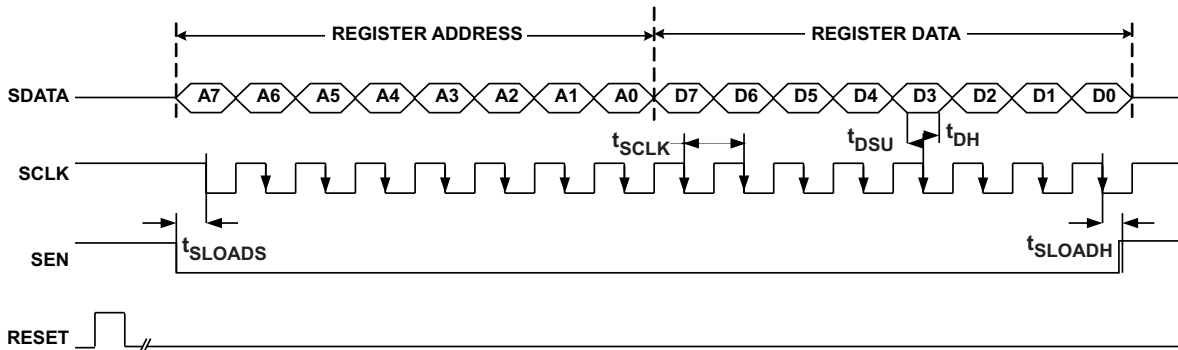 REGISTER ADDRESS REGISTER DATA
SDATA A7 A6 A5 A4 A3 A2 A1 A0 D7 D6 D5 D4 D3 D2 D1 D0
tSCLK tDSU tDH
SCLK
tSLOADS tSLOADH
SEN
RESET